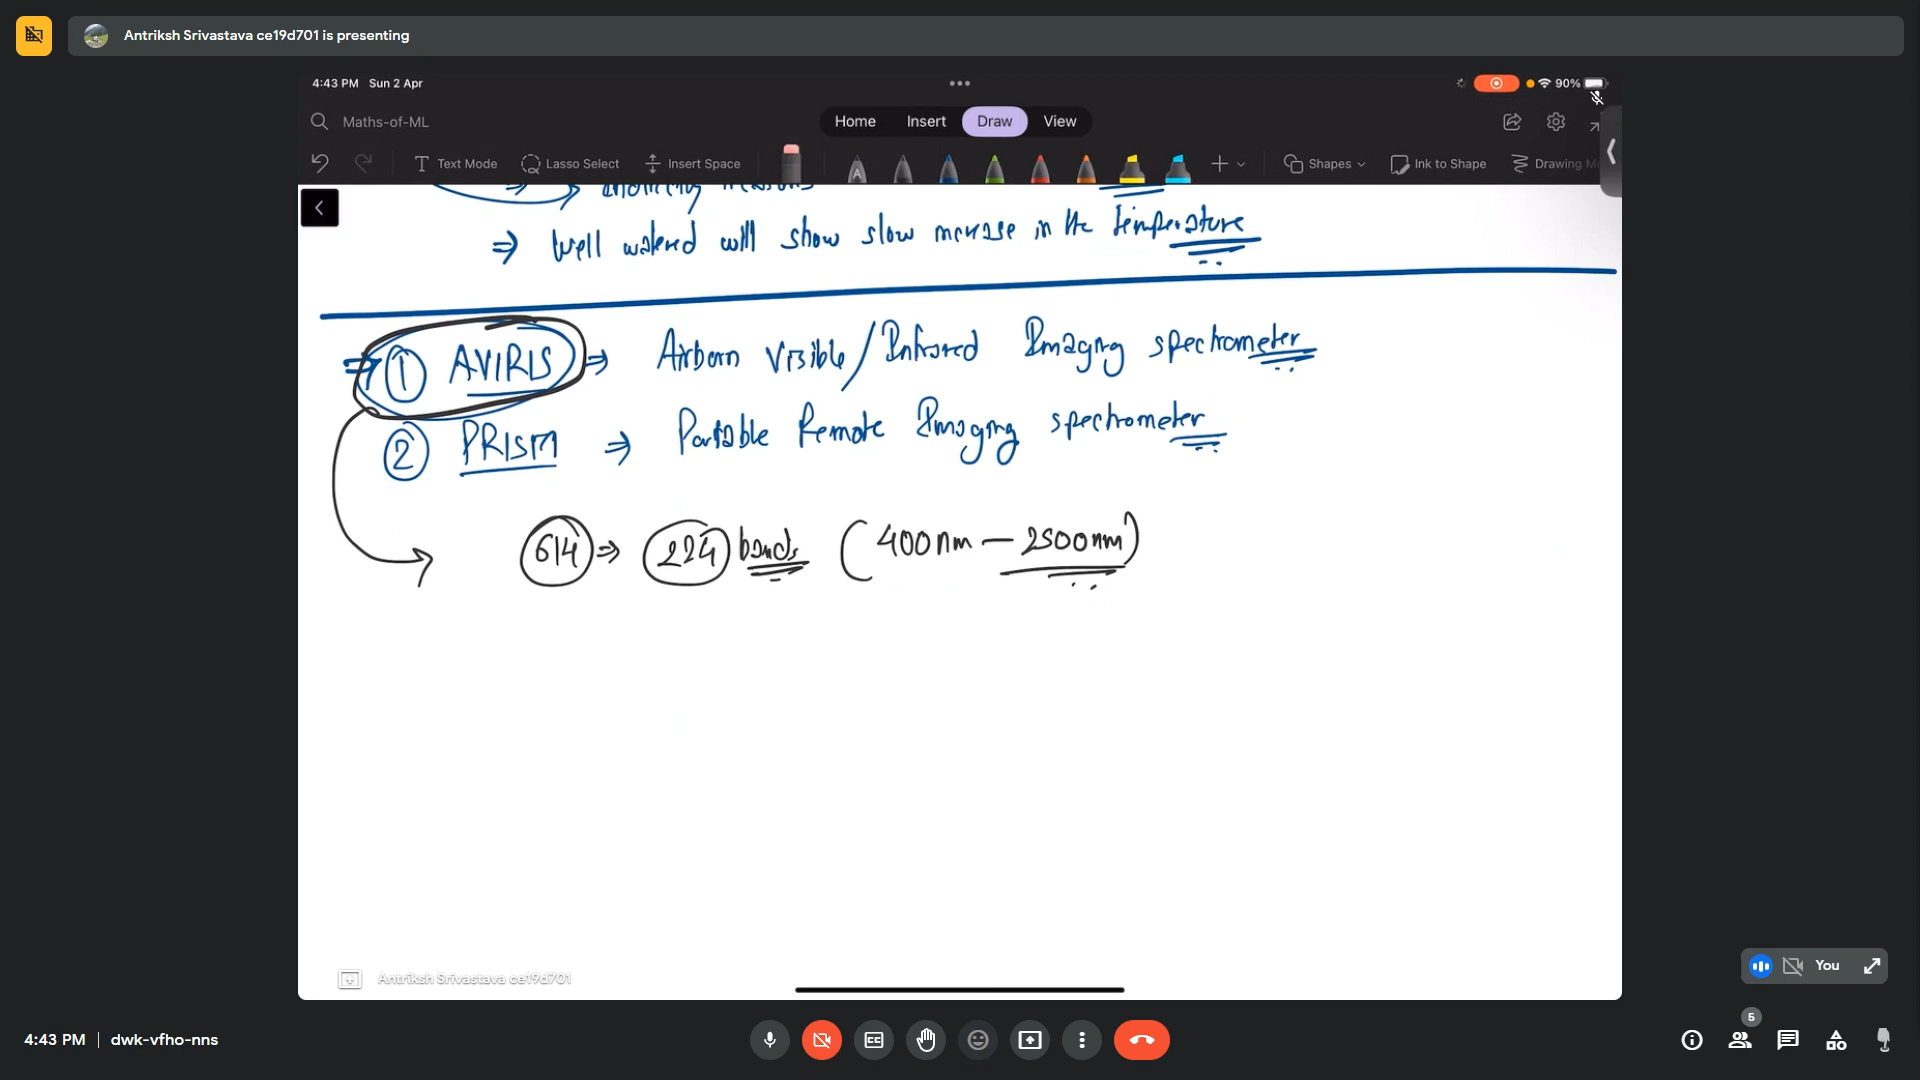 Antriksh Srivastava ce19d701 is presenting
4:43 PM Sun 2 Apr
90%
Maths-of-ML
Home Insert Draw View
Text Mode Lasso Select Insert Space A Shapes Ink to Shape Drawing
⇒ Well watered will show slow increase in the temperature
⇒ ① AVIRIS ⇒ Airborn Visible/Infrared Imaging spectrometer
② PRISM ⇒ Portable Remote Imaging spectrometer
614 ⇒ 224 bands (400nm — 2500nm)
Antriksh Srivastava ce19d701
You
4:43 PM | dwk-vfho-nns
CC
5